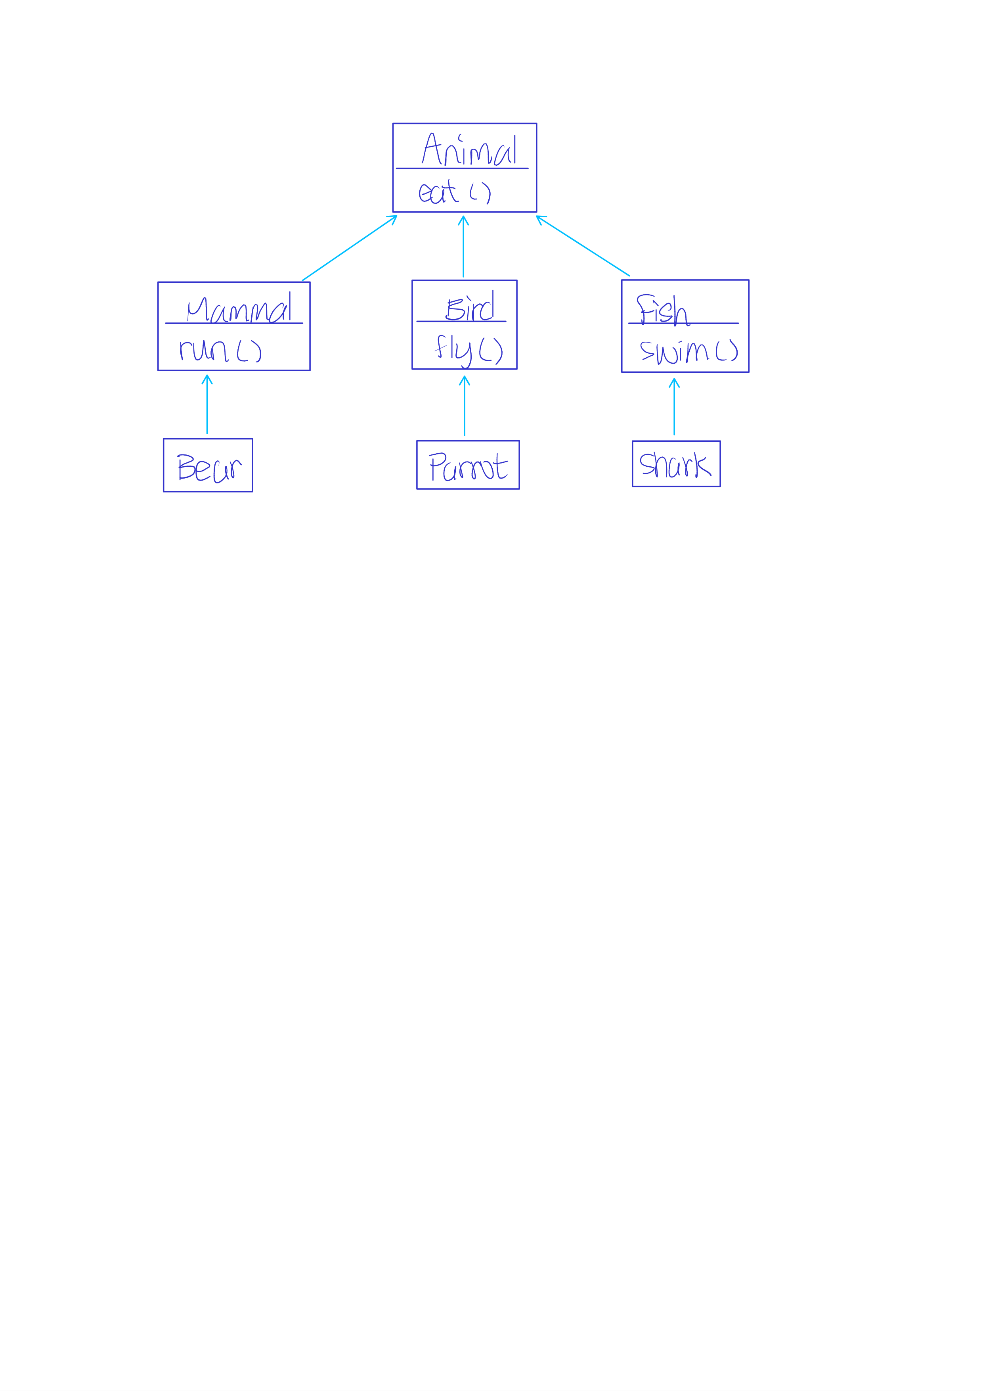 Animal
eat()
Mammal
run()
Bird
fly()
Fish
swim()
Bear
Parrot
Shark